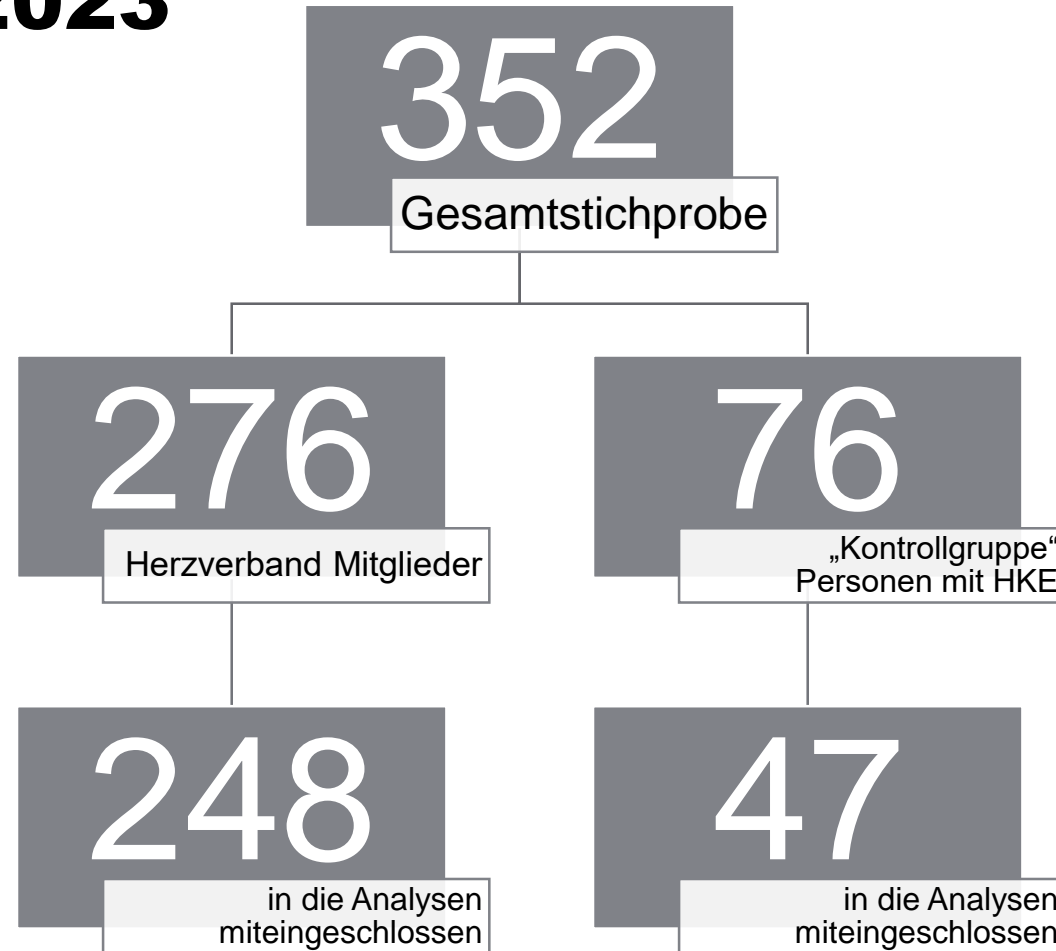 2023
352
Gesamtstichprobe
276
Herzverband Mitglieder
76
„Kontrollgruppe“
Personen mit HKE
248
in die Analysen
miteingeschlossen
47
in die Analysen
miteingeschlossen